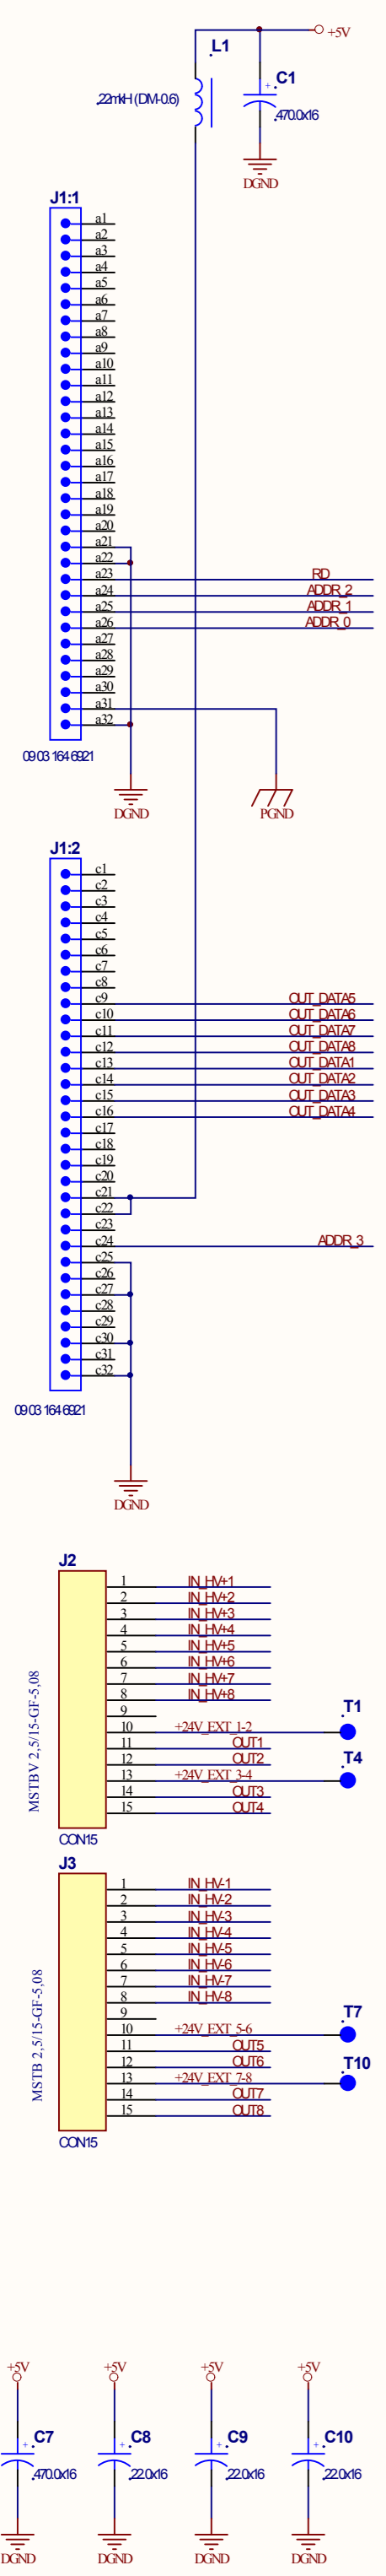 +5V
L1
C1
.22mkH (DM-0.6)
+
.470.0x16
DGND
J1:1
a1
a2
a3
a4
a5
a6
a7
a8
a9
a10
a11
a12
a13
a14
a15
a16
a17
a18
a19
a20
a21
a22
a23 RD
a24 ADDR_2
a25 ADDR_1
a26 ADDR_0
a27
a28
a29
a30
a31
a32
09 03 164 6921
DGND PGND
J1:2
c1
c2
c3
c4
c5
c6
c7
c8
c9 OUT_DATA5
c10 OUT_DATA6
c11 OUT_DATA7
c12 OUT_DATA8
c13 OUT_DATA1
c14 OUT_DATA2
c15 OUT_DATA3
c16 OUT_DATA4
c17
c18
c19
c20
c21
c22
c23
c24 ADDR_3
c25
c26
c27
c28
c29
c30
c31
c32
09 03 164 6921
DGND
J2
1 IN_HV+1
2 IN_HV+2
3 IN_HV+3
4 IN_HV+4
5 IN_HV+5
6 IN_HV+6
7 IN_HV+7
8 IN_HV+8
9
10 +24V_EXT_1-2 T1
11 OUT1
12 OUT2
13 +24V_EXT_3-4 T4
14 OUT3
15 OUT4
MSTBV 2,5/15-GF-5,08
CON15
J3
1 IN_HV-1
2 IN_HV-2
3 IN_HV-3
4 IN_HV-4
5 IN_HV-5
6 IN_HV-6
7 IN_HV-7
8 IN_HV-8
9
10 +24V_EXT_5-6 T7
11 OUT5
12 OUT6
13 +24V_EXT_7-8 T10
14 OUT7
15 OUT8
MSTB 2,5/15-GF-5,08
CON15
+5V +5V +5V +5V
+ C7 + C8 + C9 + C10
.470.0x16 .22.0x16 .22.0x16 .22.0x16
DGND DGND DGND DGND